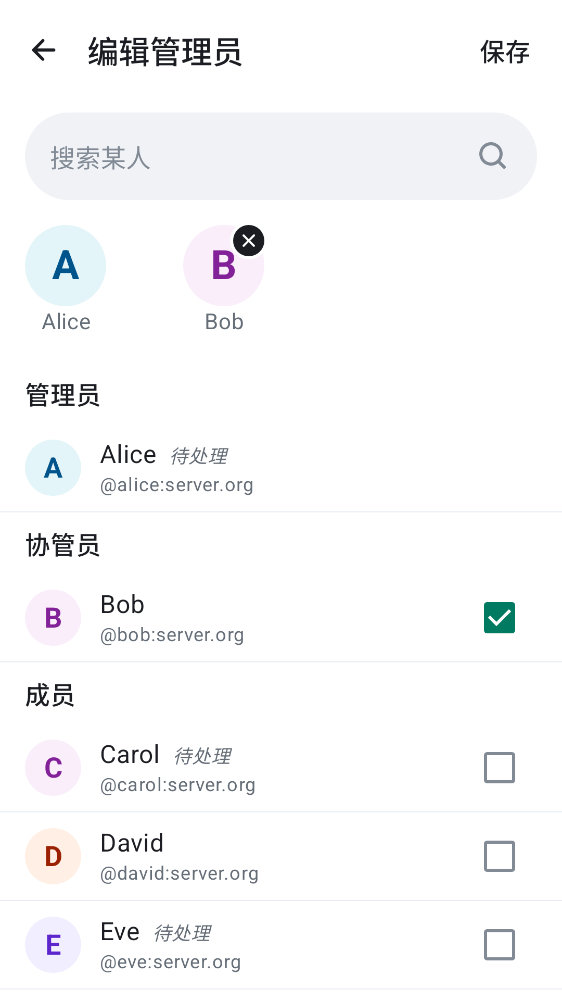 编辑管理员 保存
搜索某人
A B
Alice Bob
管理员
A Alice 待处理
@alice:server.org
协管员
B Bob
@bob:server.org
成员
C Carol 待处理
@carol:server.org
D David
@david:server.org
E Eve 待处理
@eve:server.org